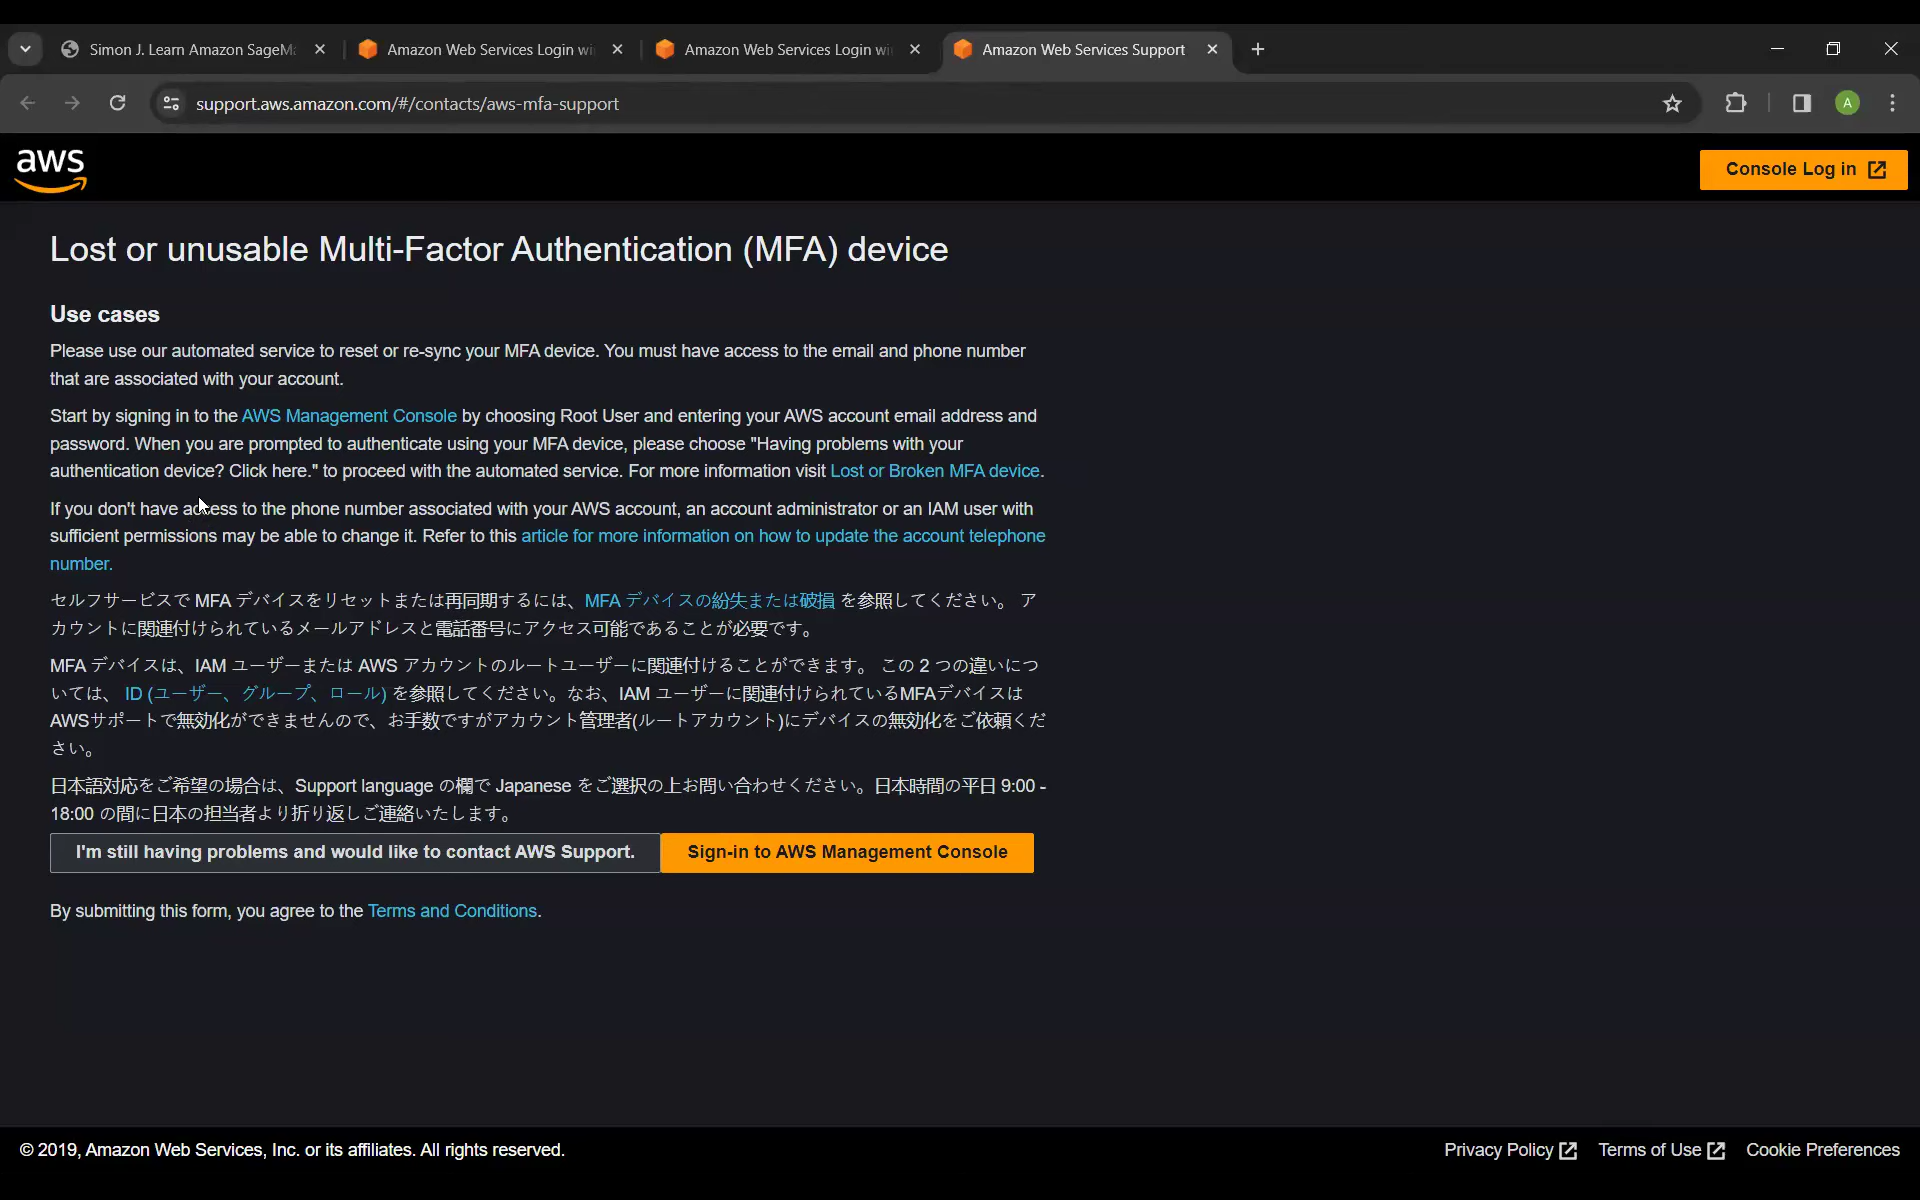 Simon J. Learn Amazon SageMa
Amazon Web Services Login wi
Amazon Web Services Login wi
Amazon Web Services Support
support.aws.amazon.com/#/contacts/aws-mfa-support
A
aws
Console Log in
Lost or unusable Multi-Factor Authentication (MFA) device
Use cases
Please use our automated service to reset or re-sync your MFA device. You must have access to the email and phone number
that are associated with your account.
Start by signing in to the AWS Management Console by choosing Root User and entering your AWS account email address and
password. When you are prompted to authenticate using your MFA device, please choose "Having problems with your
authentication device? Click here." to proceed with the automated service. For more information visit Lost or Broken MFA device.
If you don't have access to the phone number associated with your AWS account, an account administrator or an IAM user with
sufficient permissions may be able to change it. Refer to this article for more information on how to update the account telephone
number.
セルフサービスで MFA デバイスをリセットまたは再同期するには、MFA デバイスの紛失または破損 を参照してください。 ア
カウントに関連付けられているメールアドレスと電話番号にアクセス可能であることが必要です。
MFA デバイスは、IAM ユーザーまたは AWS アカウントのルートユーザーに関連付けることができます。 この 2 つの違いにつ
いては、 ID (ユーザー、グループ、ロール) を参照してください。なお、IAM ユーザーに関連付けられているMFAデバイスは
AWSサポートで無効化ができませんので、お手数ですがアカウント管理者(ルートアカウント)にデバイスの無効化をご依頼くだ
さい。
日本語対応をご希望の場合は、Support language の欄で Japanese をご選択の上お問い合わせください。日本時間の平日 9:00 -
18:00 の間に日本の担当者より折り返しご連絡いたします。
I'm still having problems and would like to contact AWS Support.
Sign-in to AWS Management Console
By submitting this form, you agree to the Terms and Conditions.
© 2019, Amazon Web Services, Inc. or its affiliates. All rights reserved.
Privacy Policy
Terms of Use
Cookie Preferences